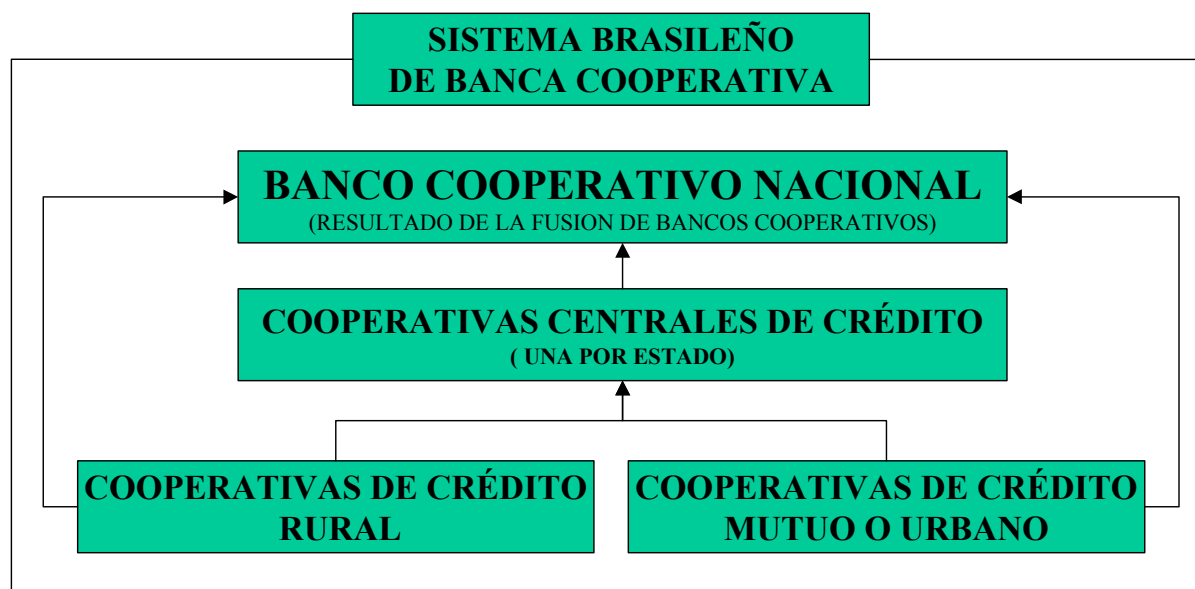 SISTEMA BRASILEÑO
DE BANCA COOPERATIVA
BANCO COOPERATIVO NACIONAL
(RESULTADO DE LA FUSION DE BANCOS COOPERATIVOS)
COOPERATIVAS CENTRALES DE CRÉDITO
( UNA POR ESTADO)
COOPERATIVAS DE CRÉDITO
RURAL
COOPERATIVAS DE CRÉDITO
MUTUO O URBANO